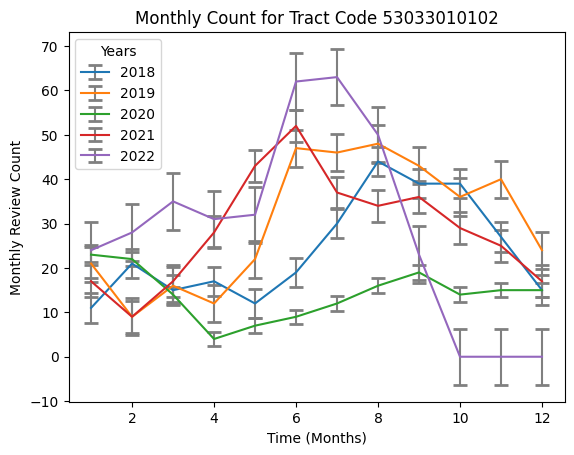 Monthly Count for Tract Code 53033010102
Years
2018
2019
2020
2021
2022
Monthly Review Count
70
60
50
40
30
20
10
0
−10
2 4 6 8 10 12
Time (Months)